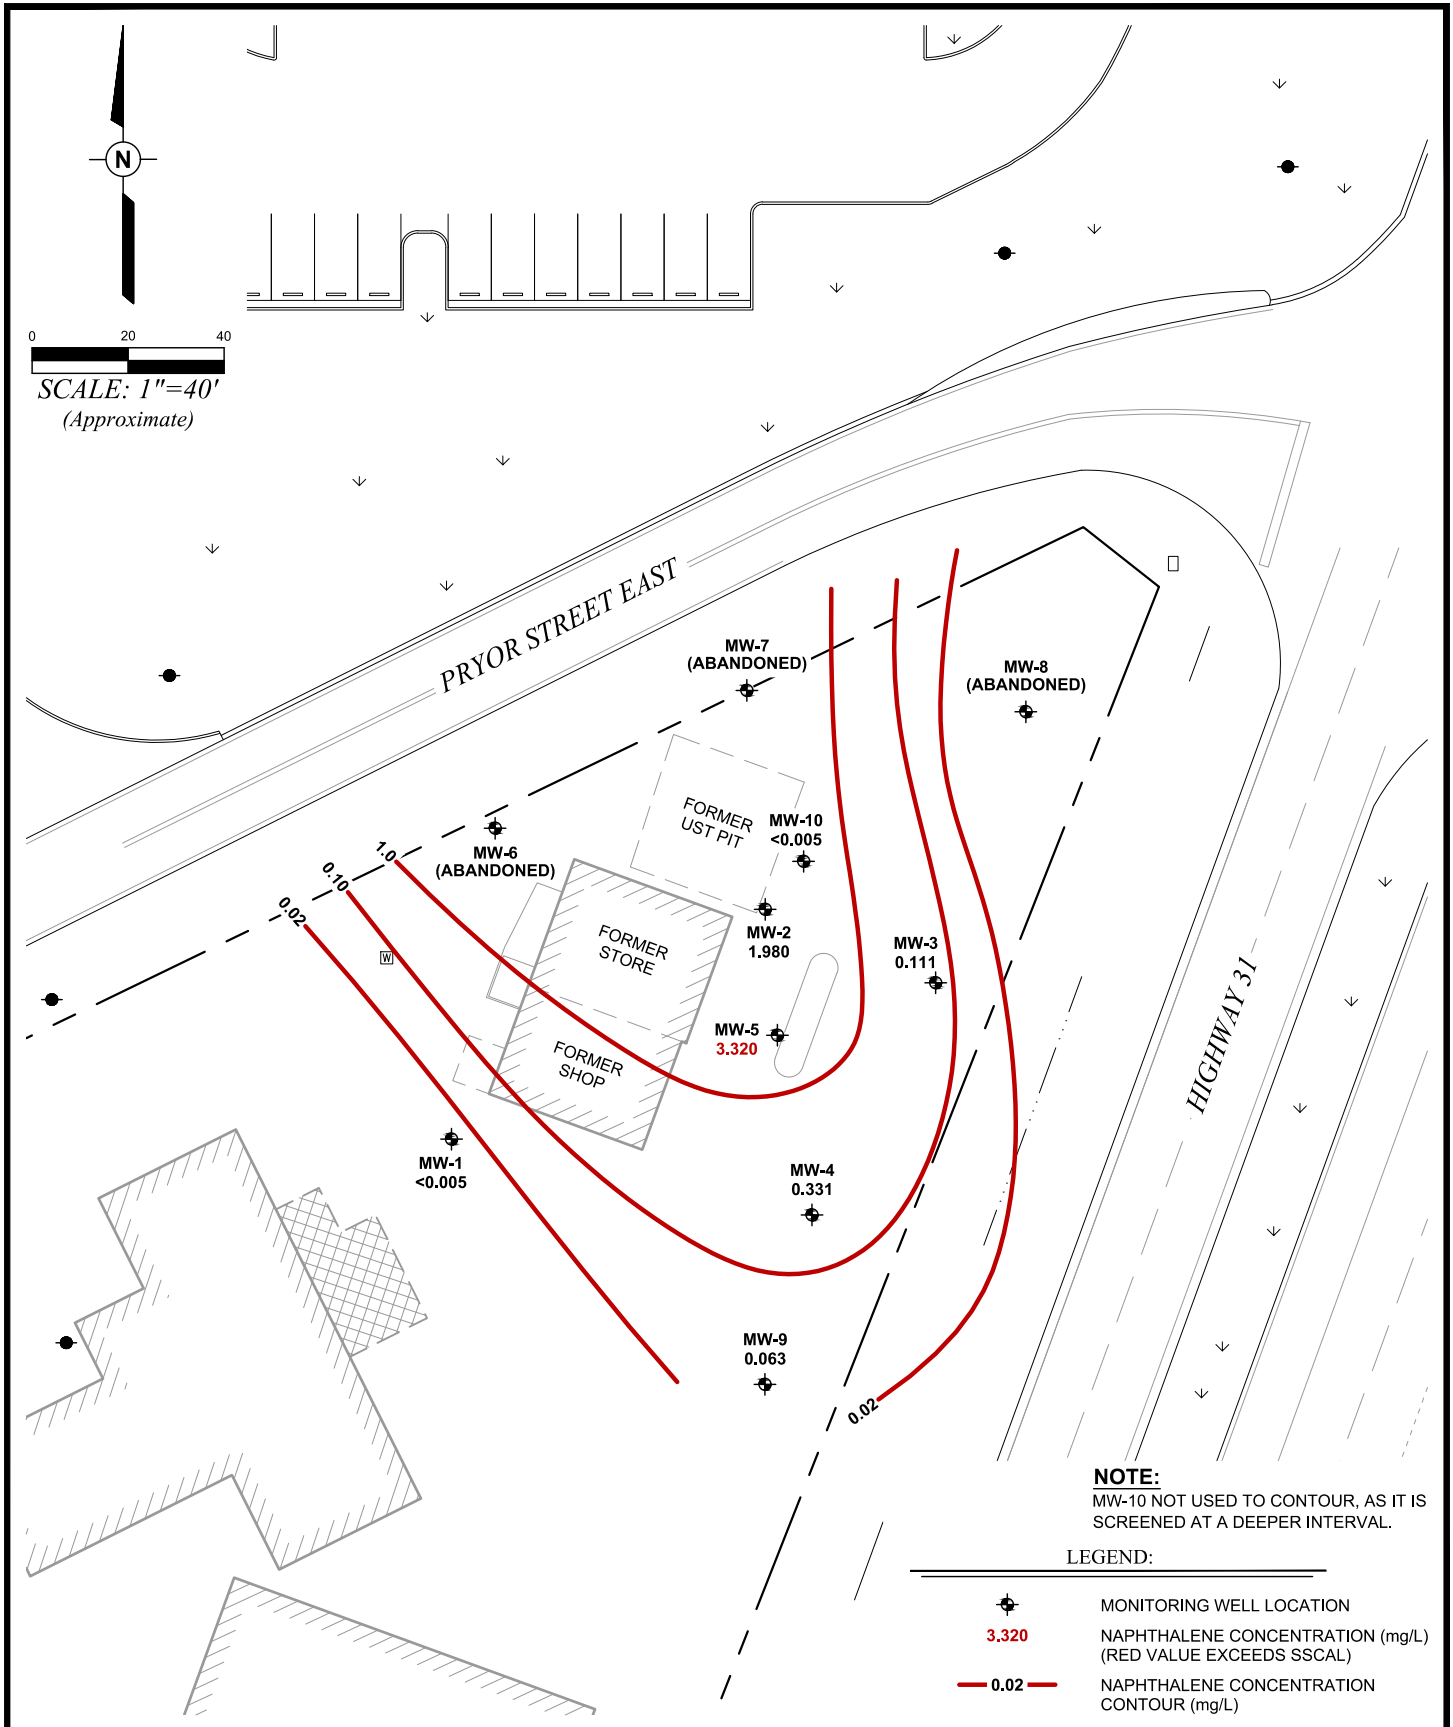 N
0 20 40
SCALE: 1"=40'
(Approximate)
PRYOR STREET EAST
MW-7
(ABANDONED)
MW-8
(ABANDONED)
FORMER
UST PIT
MW-10
<0.005
MW-6
(ABANDONED)
1.0
0.10
0.02
W
MW-2
1.980
FORMER
STORE
MW-3
0.111
MW-5
3.320
FORMER
SHOP
HIGHWAY 31
MW-1
<0.005
MW-4
0.331
MW-9
0.063
0.02
NOTE:
MW-10 NOT USED TO CONTOUR, AS IT IS
SCREENED AT A DEEPER INTERVAL.
LEGEND:
MONITORING WELL LOCATION
3.320 NAPHTHALENE CONCENTRATION (mg/L)
(RED VALUE EXCEEDS SSCAL)
0.02 NAPHTHALENE CONCENTRATION
CONTOUR (mg/L)